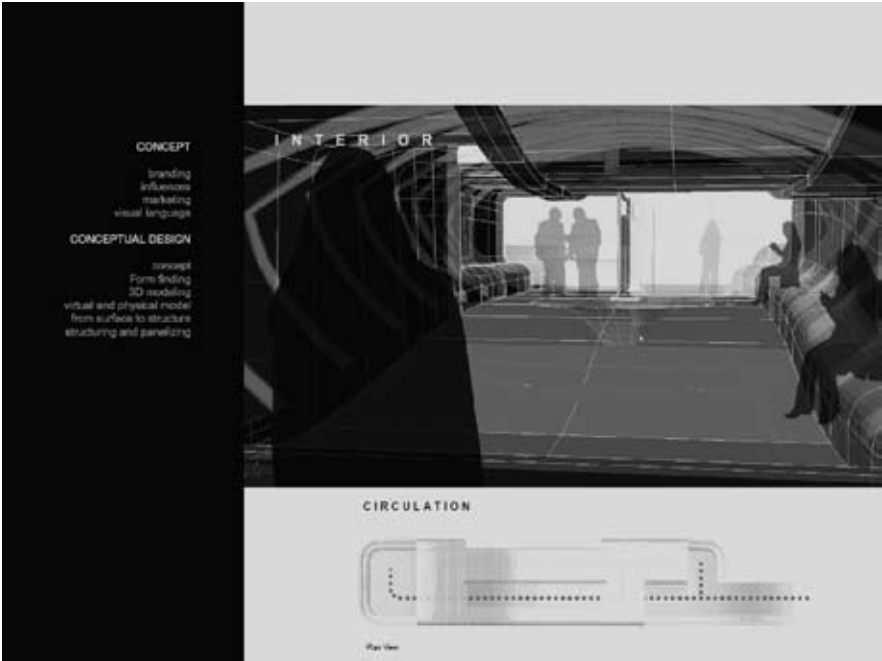 CONCEPT
branding
influences
marketing
visual language
CONCEPTUAL DESIGN
concept
Form finding
3D modeling
virtual and physical model
from surface to structure
structuring and panelizing
INTERIOR
CIRCULATION
Plan View